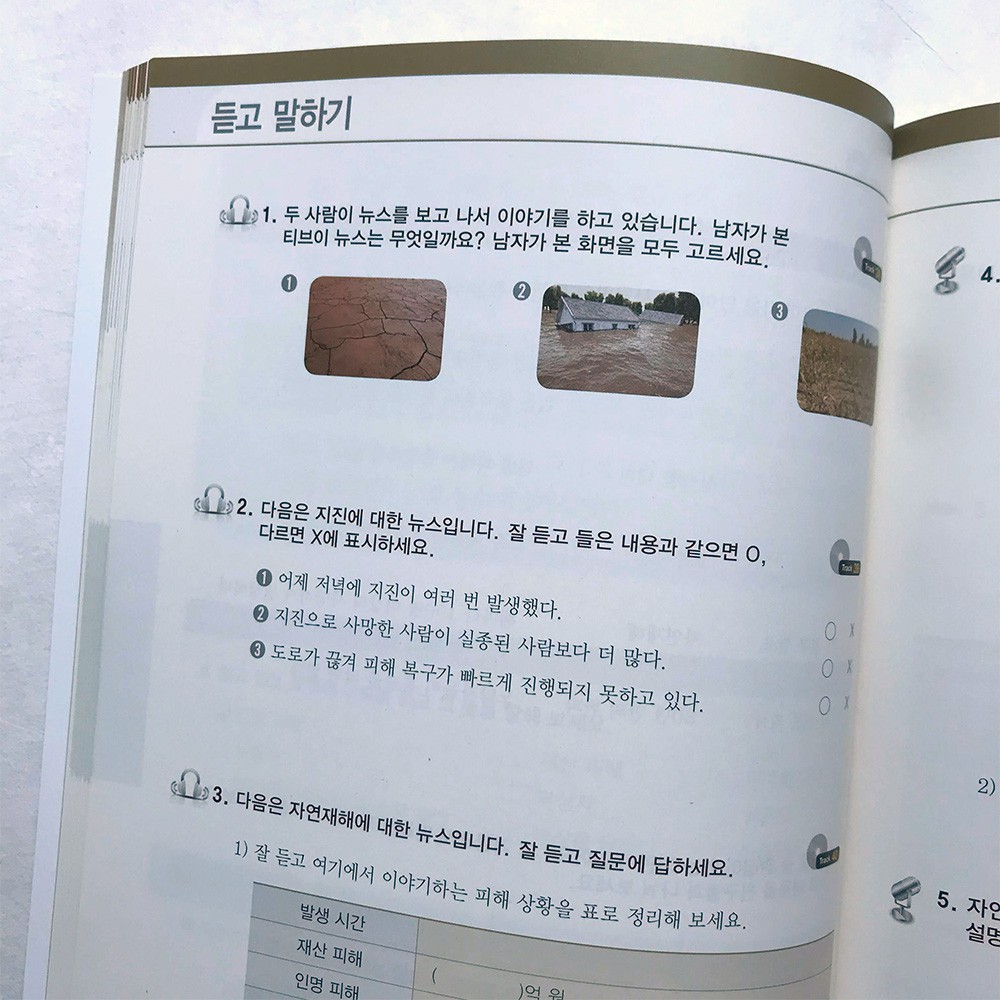 듣고 말하기
1. 두 사람이 뉴스를 보고 나서 이야기를 하고 있습니다. 남자가 본
티브이 뉴스는 무엇일까요? 남자가 본 화면을 모두 고르세요.
Track
❶
❷
❸
2. 다음은 지진에 대한 뉴스입니다. 잘 듣고 들은 내용과 같으면 O,
다르면 X에 표시하세요.
Track 39
❶ 어제 저녁에 지진이 여러 번 발생했다. ○ X
❷ 지진으로 사망한 사람이 실종된 사람보다 더 많다. ○ X
❸ 도로가 끊겨 피해 복구가 빠르게 진행되지 못하고 있다. ○ X
3. 다음은 자연재해에 대한 뉴스입니다. 잘 듣고 질문에 답하세요.
Track 40
1) 잘 듣고 여기에서 이야기하는 피해 상황을 표로 정리해 보세요.
발생 시간
재산 피해
( )억 원
인명 피해
4.
2)
5. 자연
설명